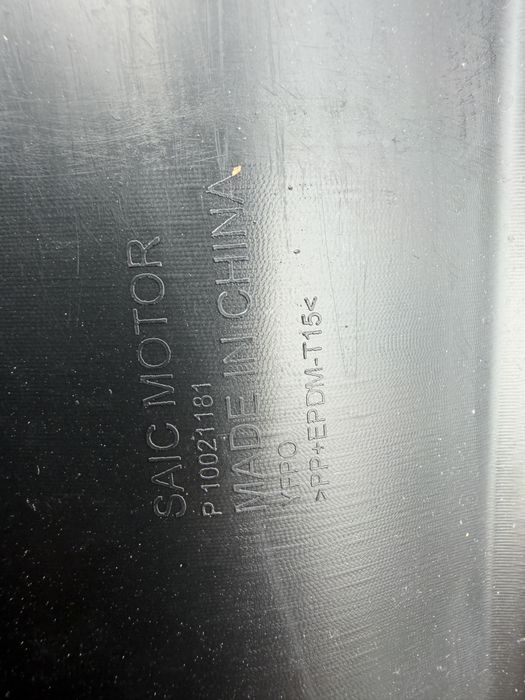 SAIC MOTOR
P 10021181
MADE IN CHINA
YFPO
>PP+EPDM-T15<